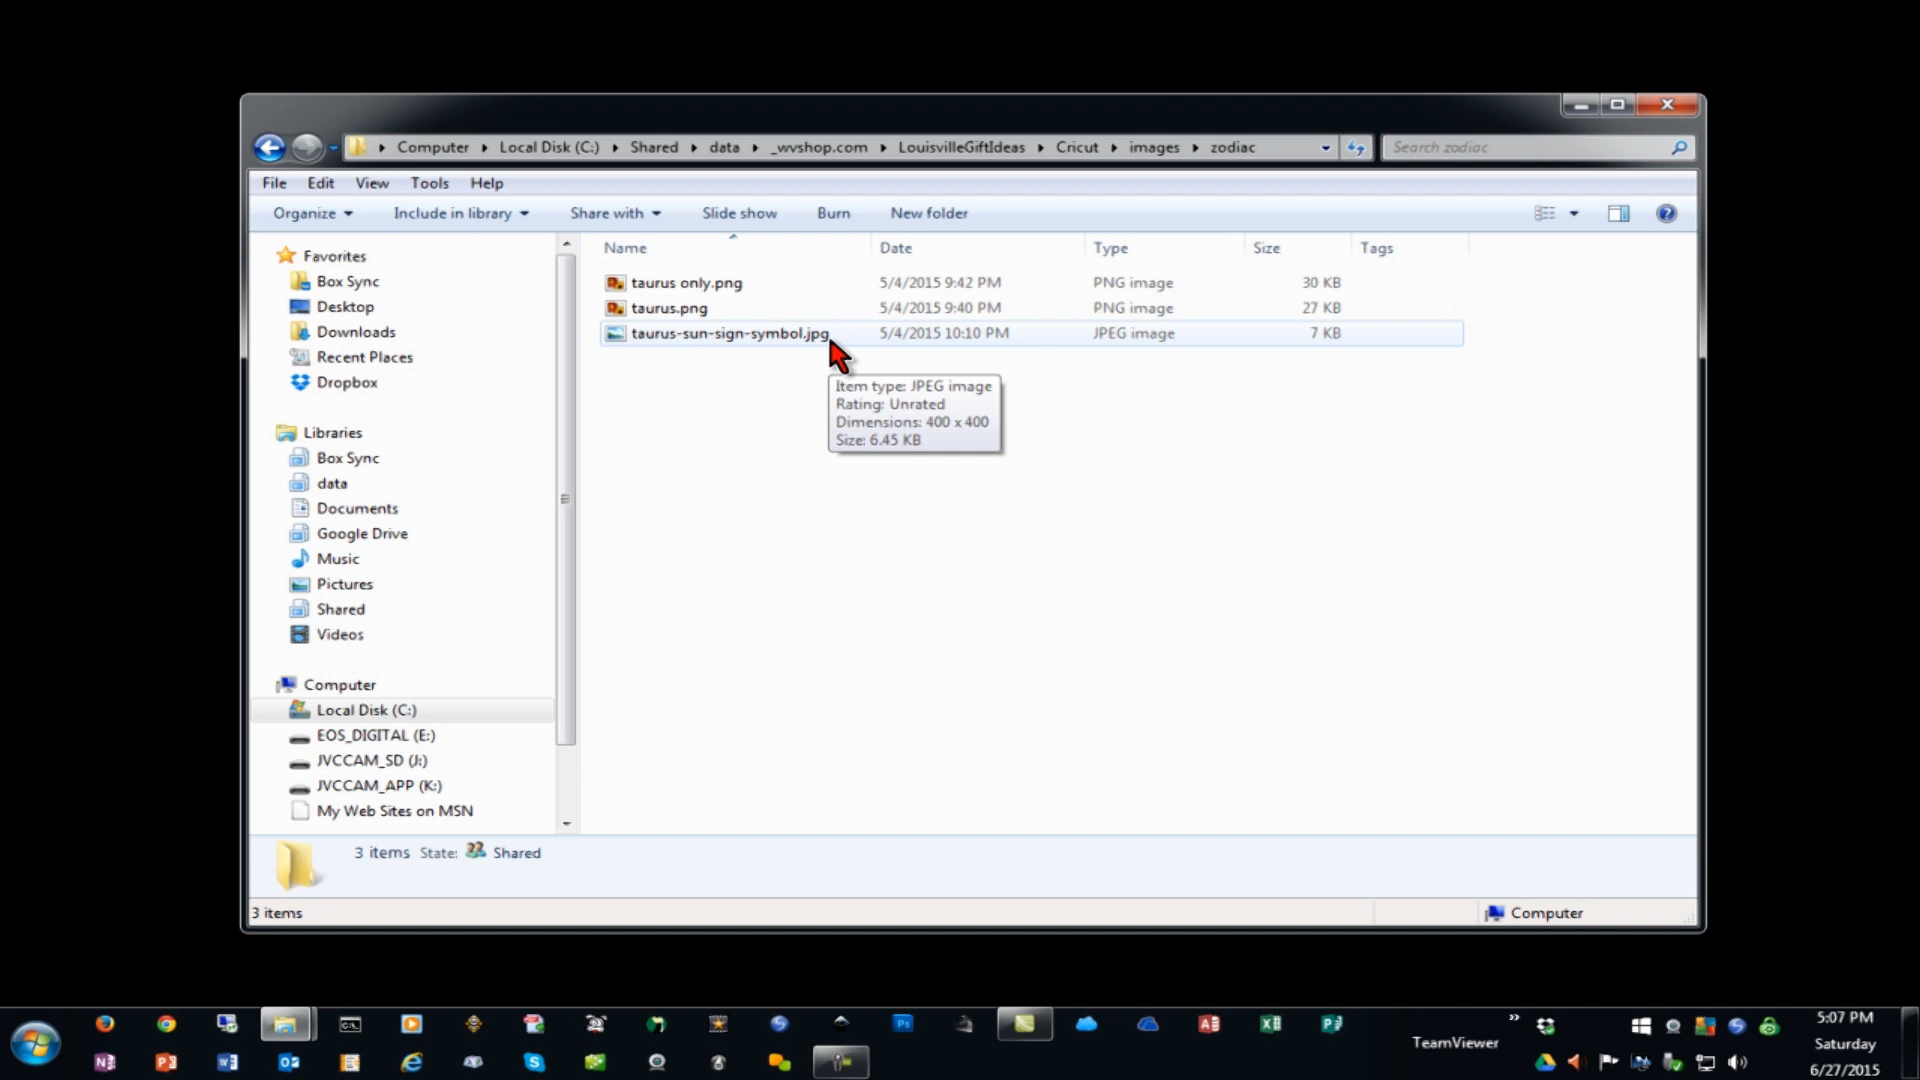 Computer Local Disk (C:) Shared data _wvshop.com LouisvilleGiftIdeas Cricut images zodiac
Search zodiac
File Edit View Tools Help
Organize Include in library Share with Slide show Burn New folder
Name Date Type Size Tags
taurus only.png 5/4/2015 9:42 PM PNG image 30 KB
taurus.png 5/4/2015 9:40 PM PNG image 27 KB
taurus-sun-sign-symbol.jpg 5/4/2015 10:10 PM JPEG image 7 KB
Item type: JPEG image
Rating: Unrated
Dimensions: 400 x 400
Size: 6.45 KB
Favorites
Box Sync
Desktop
Downloads
Recent Places
Dropbox
Libraries
Box Sync
data
Documents
Google Drive
Music
Pictures
Shared
Videos
Computer
Local Disk (C:)
EOS_DIGITAL (E:)
JVCCAM_SD (J:)
JVCCAM_APP (K:)
My Web Sites on MSN
3 items State: Shared
3 items
Computer
TeamViewer
5:07 PM
Saturday
6/27/2015